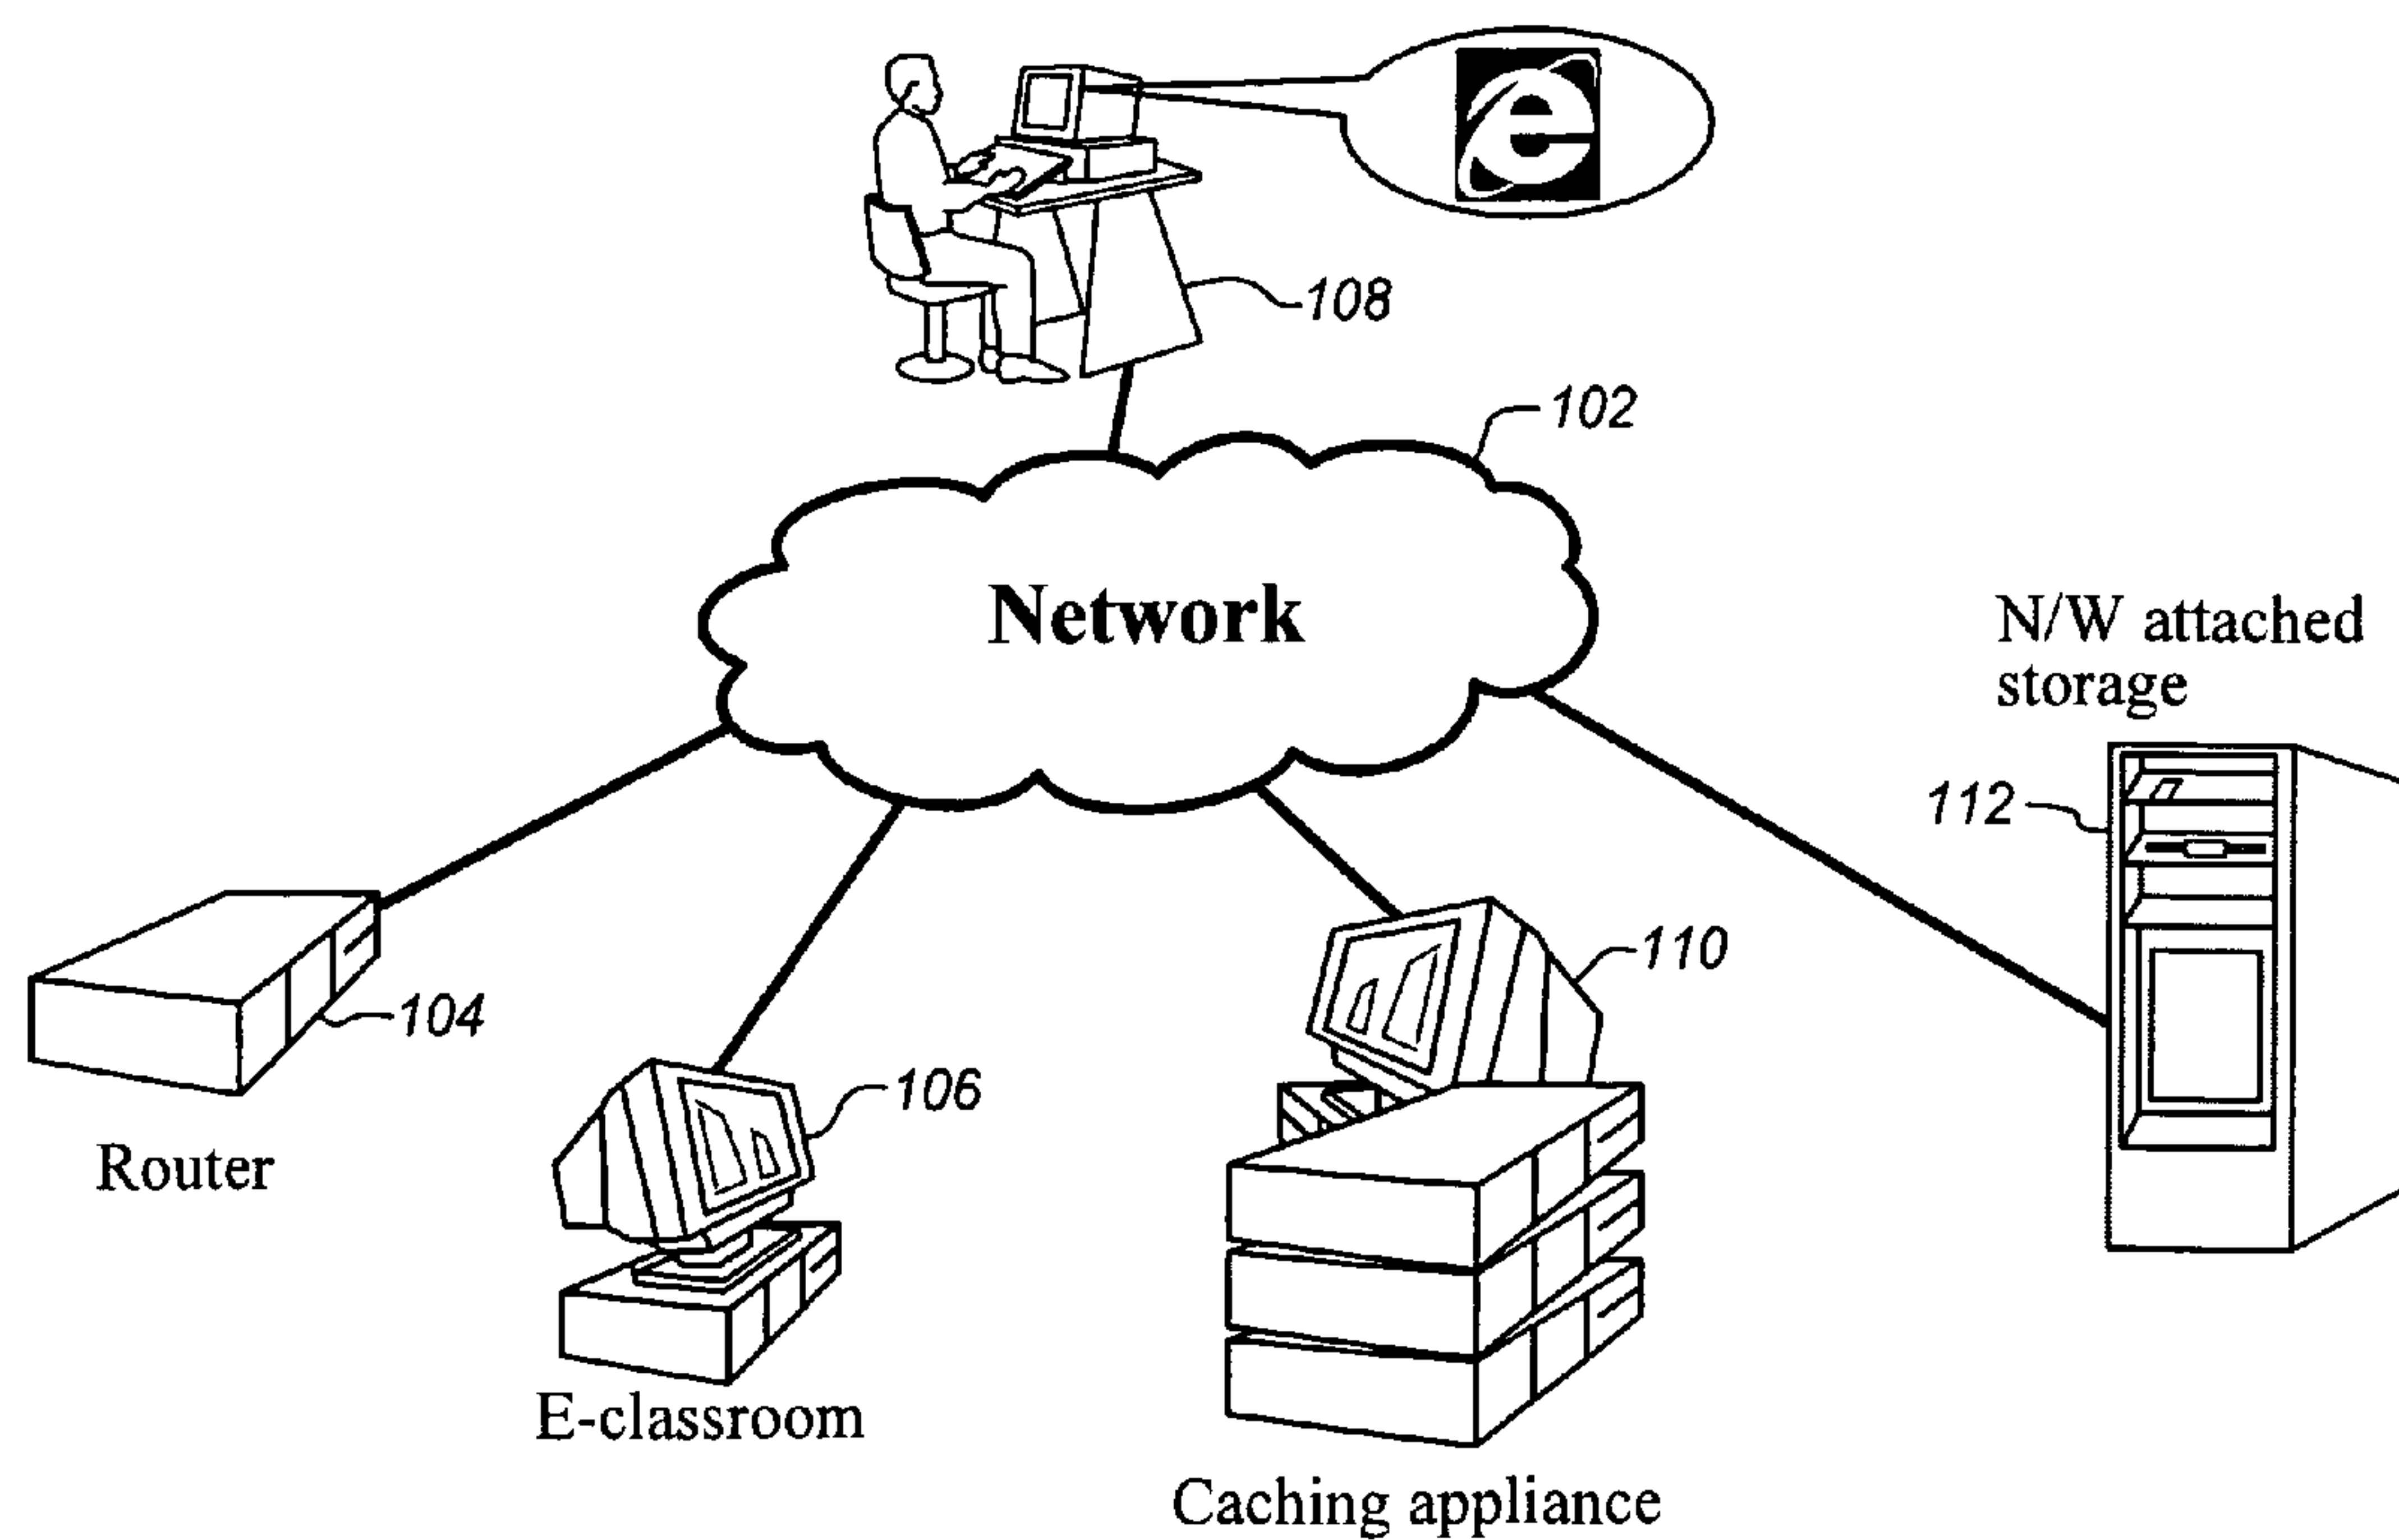 e
108
102
Network
N/W attached
storage
112
110
104
106
Router
E-classroom
Caching appliance